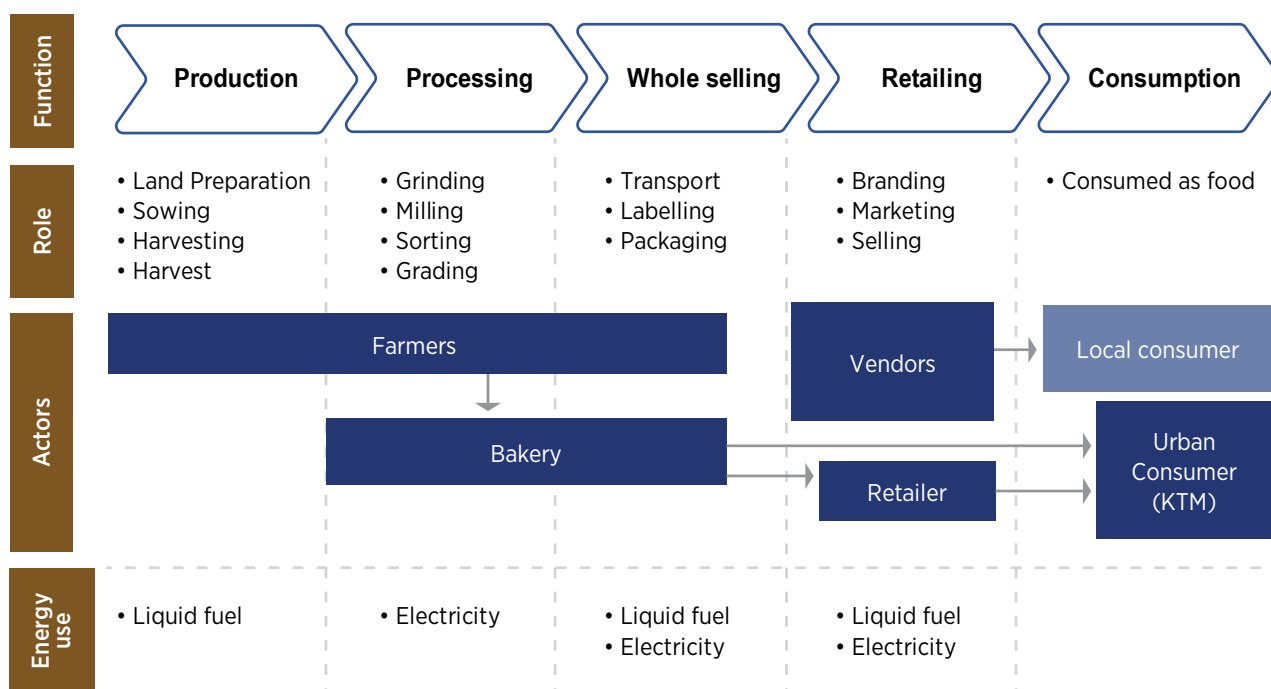 Function
Production
Processing
Whole selling
Retailing
Consumption
Role
• Land Preparation
• Sowing
• Harvesting
• Harvest
• Grinding
• Milling
• Sorting
• Grading
• Transport
• Labelling
• Packaging
• Branding
• Marketing
• Selling
• Consumed as food
Actors
Farmers
Bakery
Vendors
Retailer
Local consumer
Urban
Consumer
(KTM)
Energy
use
• Liquid fuel
• Electricity
• Liquid fuel
• Electricity
• Liquid fuel
• Electricity